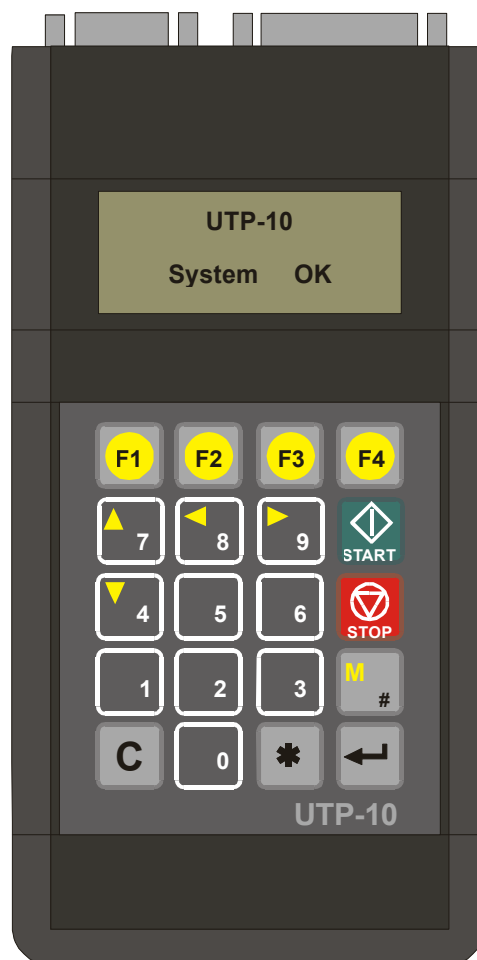 UTP-10
System OK
F1 F2 F3 F4
7 8 9 START
4 5 6 STOP
1 2 3 M #
C 0 *
UTP-10